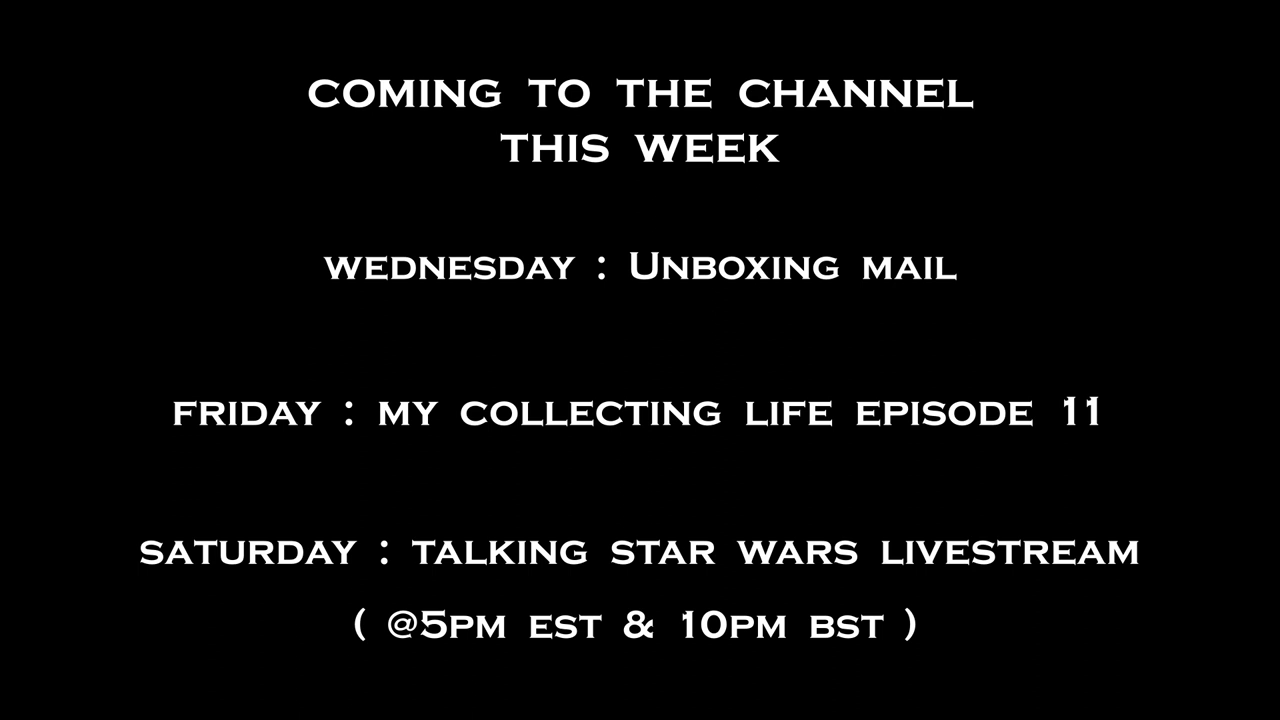 COMING TO THE CHANNEL
THIS WEEK
WEDNESDAY : UNBOXING MAIL
FRIDAY : MY COLLECTING LIFE EPISODE 11
SATURDAY : TALKING STAR WARS LIVESTREAM
( @5PM EST & 10PM BST )